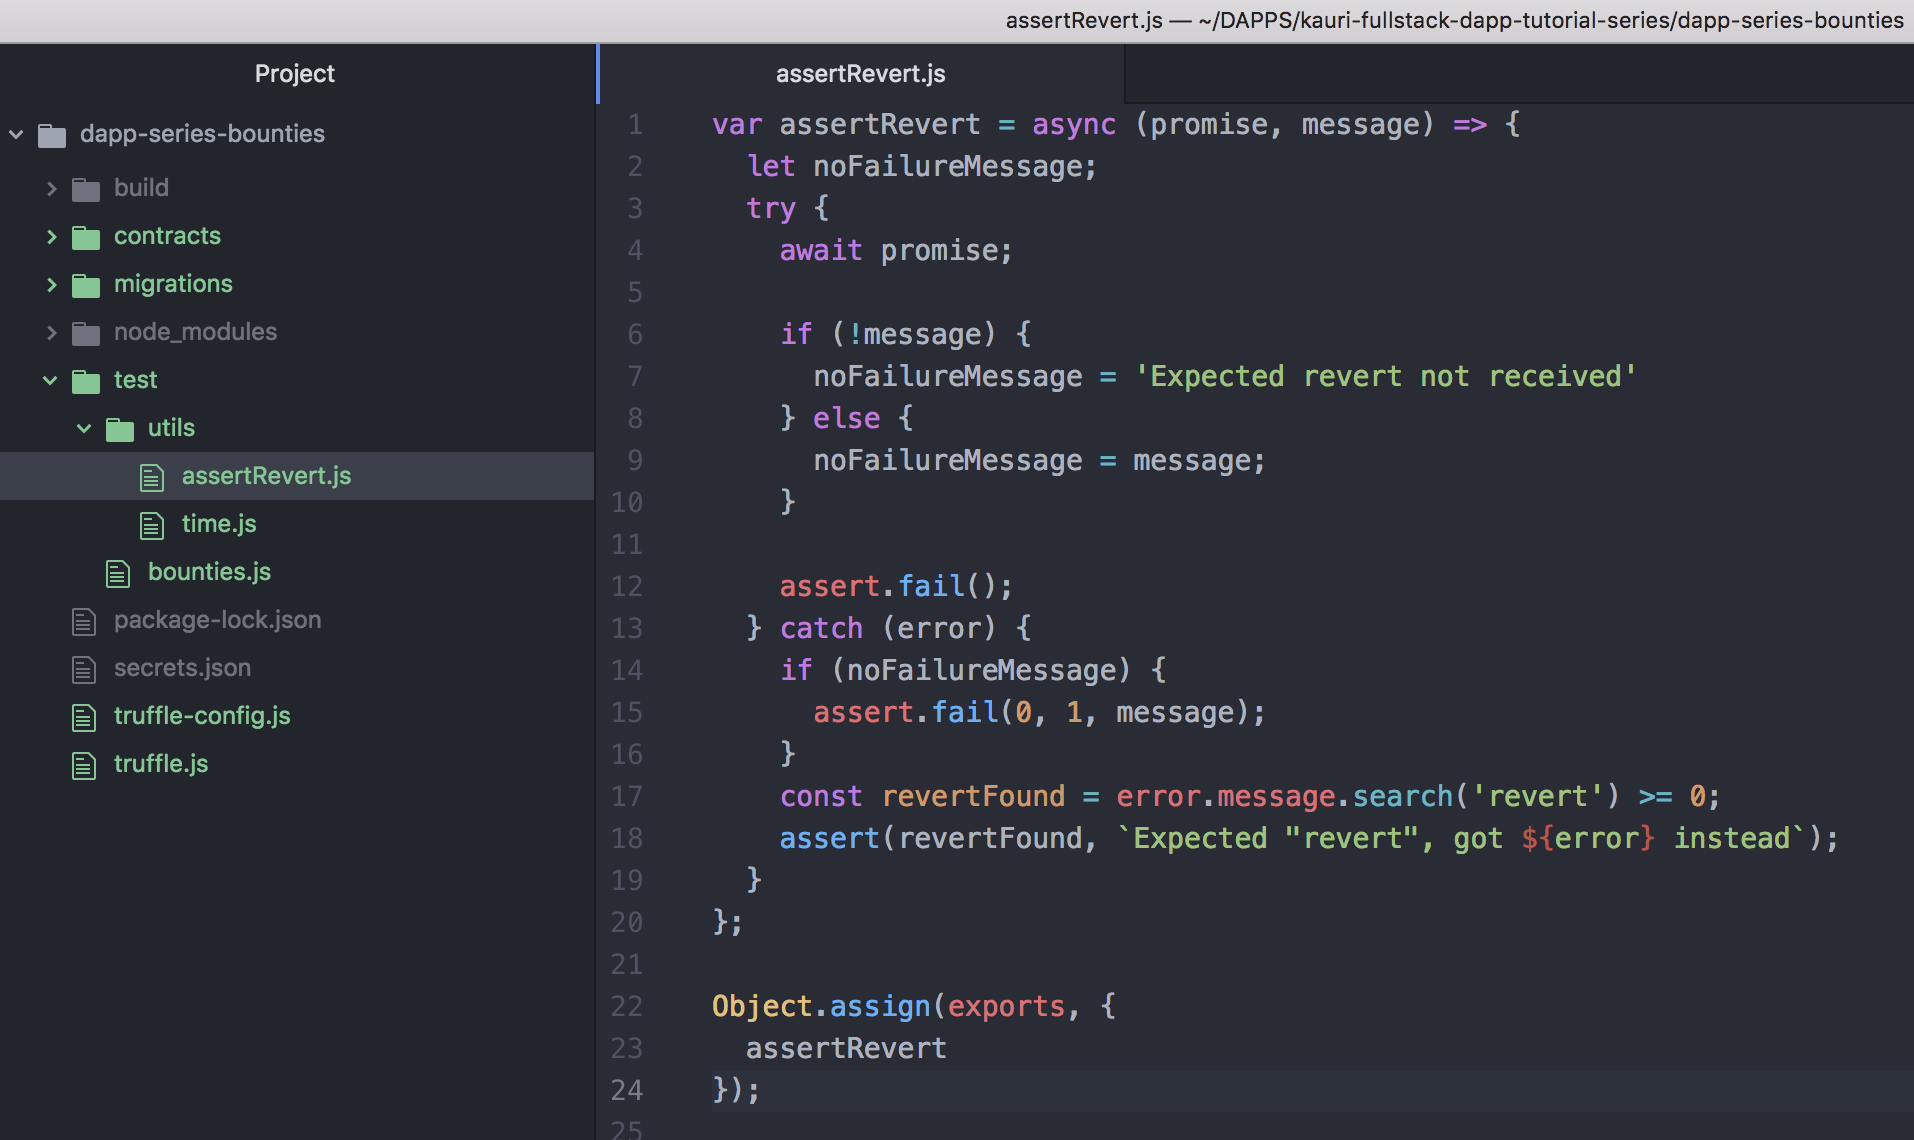 assertRevert.js — ~/DAPPS/kauri-fullstack-dapp-tutorial-series/dapp-series-bounties
Project
dapp-series-bounties
build
contracts
migrations
node_modules
test
utils
assertRevert.js
time.js
bounties.js
package-lock.json
secrets.json
truffle-config.js
truffle.js
assertRevert.js
1 var assertRevert = async (promise, message) => {
2   let noFailureMessage;
3   try {
4     await promise;
5
6     if (!message) {
7       noFailureMessage = 'Expected revert not received'
8     } else {
9       noFailureMessage = message;
10     }
11
12     assert.fail();
13   } catch (error) {
14     if (noFailureMessage) {
15       assert.fail(0, 1, message);
16     }
17     const revertFound = error.message.search('revert') >= 0;
18     assert(revertFound, `Expected "revert", got ${error} instead`);
19   }
20 };
21
22 Object.assign(exports, {
23   assertRevert
24 });
25